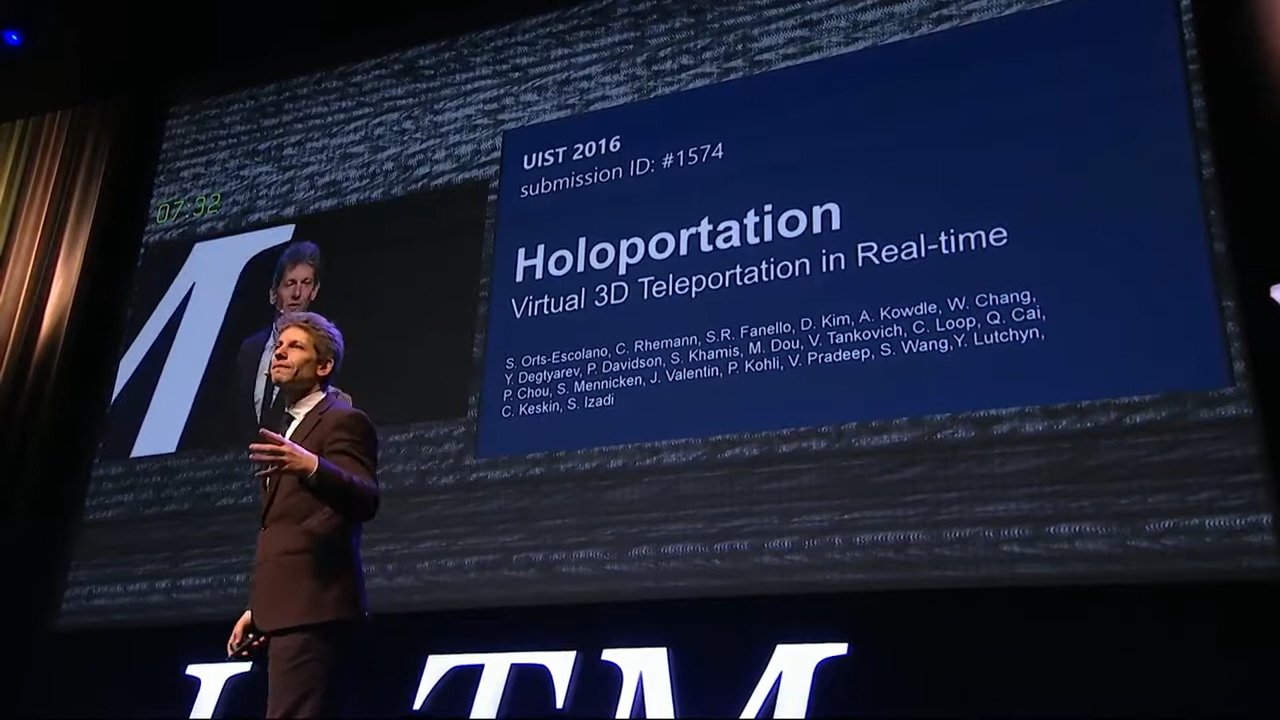 UIST 2016
submission ID: #1574
07:32
Holoportation
Virtual 3D Teleportation in Real-time
S. Orts-Escolano, C. Rhemann, S.R. Fanello, D. Kim, A. Kowdle, W. Chang,
Y. Degtyarev, P. Davidson, S. Khamis, M. Dou, V. Tankovich, C. Loop, Q. Cai,
P. Chou, S. Mennicken, J. Valentin, P. Kohli, V. Pradeep, S. Wang,Y. Lutchyn,
C. Keskin, S. Izadi
M
TM